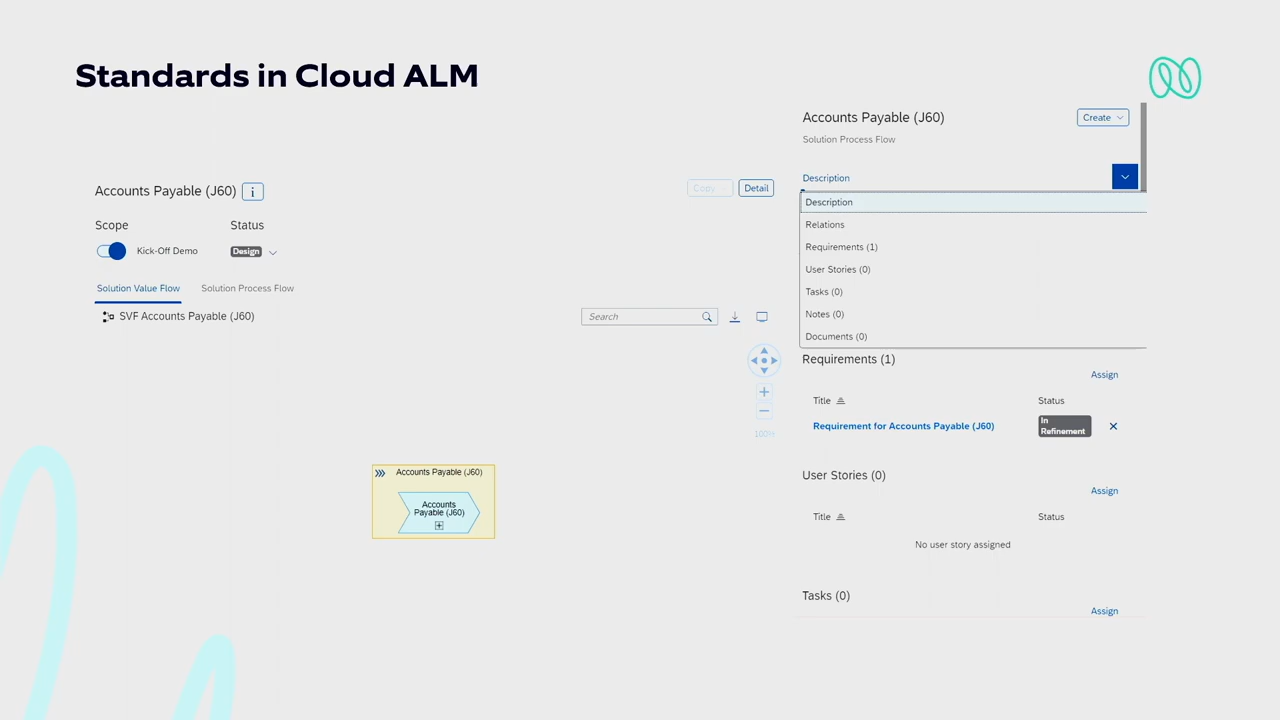 Standards in Cloud ALM
Accounts Payable (J60)
Copy
Detail
Scope
Status
Kick-Off Demo
Design
Solution Value Flow
Solution Process Flow
SVF Accounts Payable (J60)
Search
100%
Accounts Payable (J60)
Accounts
Payable (J60)
Accounts Payable (J60)
Create
Solution Process Flow
Description
Description
Relations
Requirements (1)
User Stories (0)
Tasks (0)
Notes (0)
Documents (0)
Requirements (1)
Assign
Title
Status
Requirement for Accounts Payable (J60)
In
Refinement
User Stories (0)
Assign
Title
Status
No user story assigned
Tasks (0)
Assign